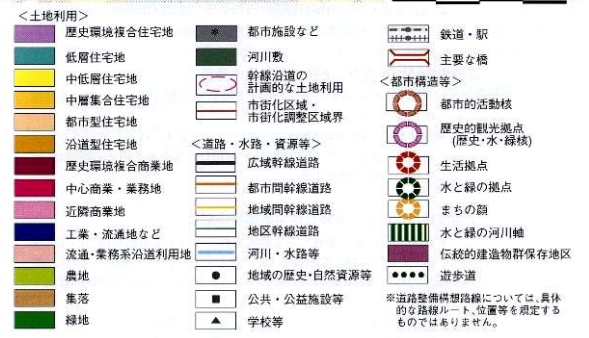 ＜土地利用＞
歴史環境複合住宅地
低層住宅地
中低層住宅地
中層集合住宅地
都市型住宅地
沿道型住宅地
歴史環境複合商業地
中心商業・業務地
近隣商業地
工業・流通地など
流通・業務系沿道利用地
農地
集落
緑地
都市施設など
河川敷
幹線沿道の
計画的な土地利用
市街化区域・
市街化調整区域界
＜道路・水路・資源等＞
広域幹線道路
都市間幹線道路
地域間幹線道路
地区幹線道路
河川・水路等
地域の歴史・自然資源等
公共・公益施設等
学校等
鉄道・駅
主要な橋
＜都市構造等＞
都市的活動核
歴史的観光拠点
(歴史・水・緑核)
生活拠点
水と緑の拠点
まちの顔
水と緑の河川軸
伝統的建造物群保存地区
遊歩道
※道路整備構想路線については、具体
的な路線ルート、位置等を規定する
ものではありません。